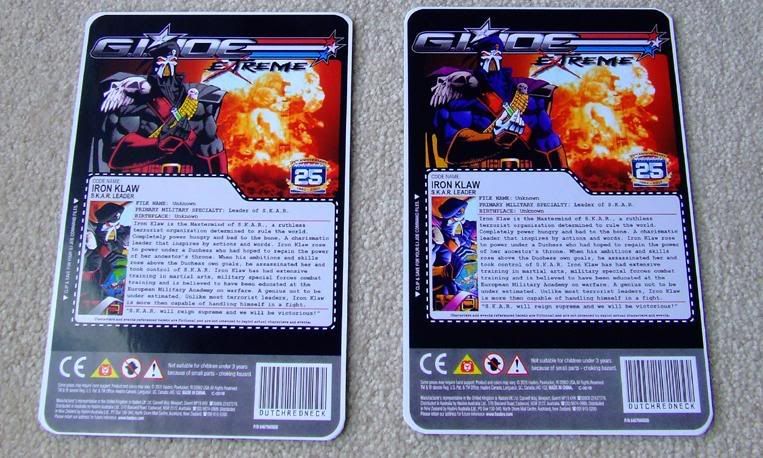 G.I.JOE
EXTREME
25
CODE NAME:
IRON KLAW
S.K.A.R. LEADER
FILE NAME: Unknown
PRIMARY MILITARY SPECIALTY: Leader of S.K.A.R.
BIRTHPLACE: Unknown
Iron Klaw is the Mastermind of S.K.A.R., a ruthless
terrorist organization determined to rule the world.
Completely power hungry and bad to the bone. A charismatic
leader that inspires by actions and words. Iron Klaw rose
to power under a Duchess who had hoped to regain the power
of her ancestor's throne. When his ambitions and skills
rose above the Duchess own goals, he assassinated her and
took control of S.K.A.R. Iron Klaw has had extensive
training in martial arts, military special forces combat
training and is believed to have been educated at the
European Military Academy on warfare. A genius not to be
under estimated. Unlike most terrorist leaders, Iron Klaw
is more then capable of handling himself in a fight.
"S.K.A.R. will reign supreme and we will be victorious!"
CE
Not suitable for children under 3 years
because of small parts - choking hazard.
DUTCHREDNECK
G.I.JOE
EXTREME
25
CODE NAME:
IRON KLAW
S.K.A.R. LEADER
FILE NAME: Unknown
PRIMARY MILITARY SPECIALTY: Leader of S.K.A.R.
BIRTHPLACE: Unknown
Iron Klaw is the Mastermind of S.K.A.R., a ruthless
terrorist organization determined to rule the world.
Completely power hungry and bad to the bone. A charismatic
leader that inspires by actions and words. Iron Klaw rose
to power under a Duchess who had hoped to regain the power
of her ancestor's throne. When his ambitions and skills
rose above the Duchess own goals, he assassinated her and
took control of S.K.A.R. Iron Klaw has had extensive
training in martial arts, military special forces combat
training and is believed to have been educated at the
European Military Academy on warfare. A genius not to be
under estimated. Unlike most terrorist leaders, Iron Klaw
is more then capable of handling himself in a fight.
"S.K.A.R. will reign supreme and we will be victorious!"
CE
Not suitable for children under 3 years
because of small parts - choking hazard.
DUTCHREDNECK